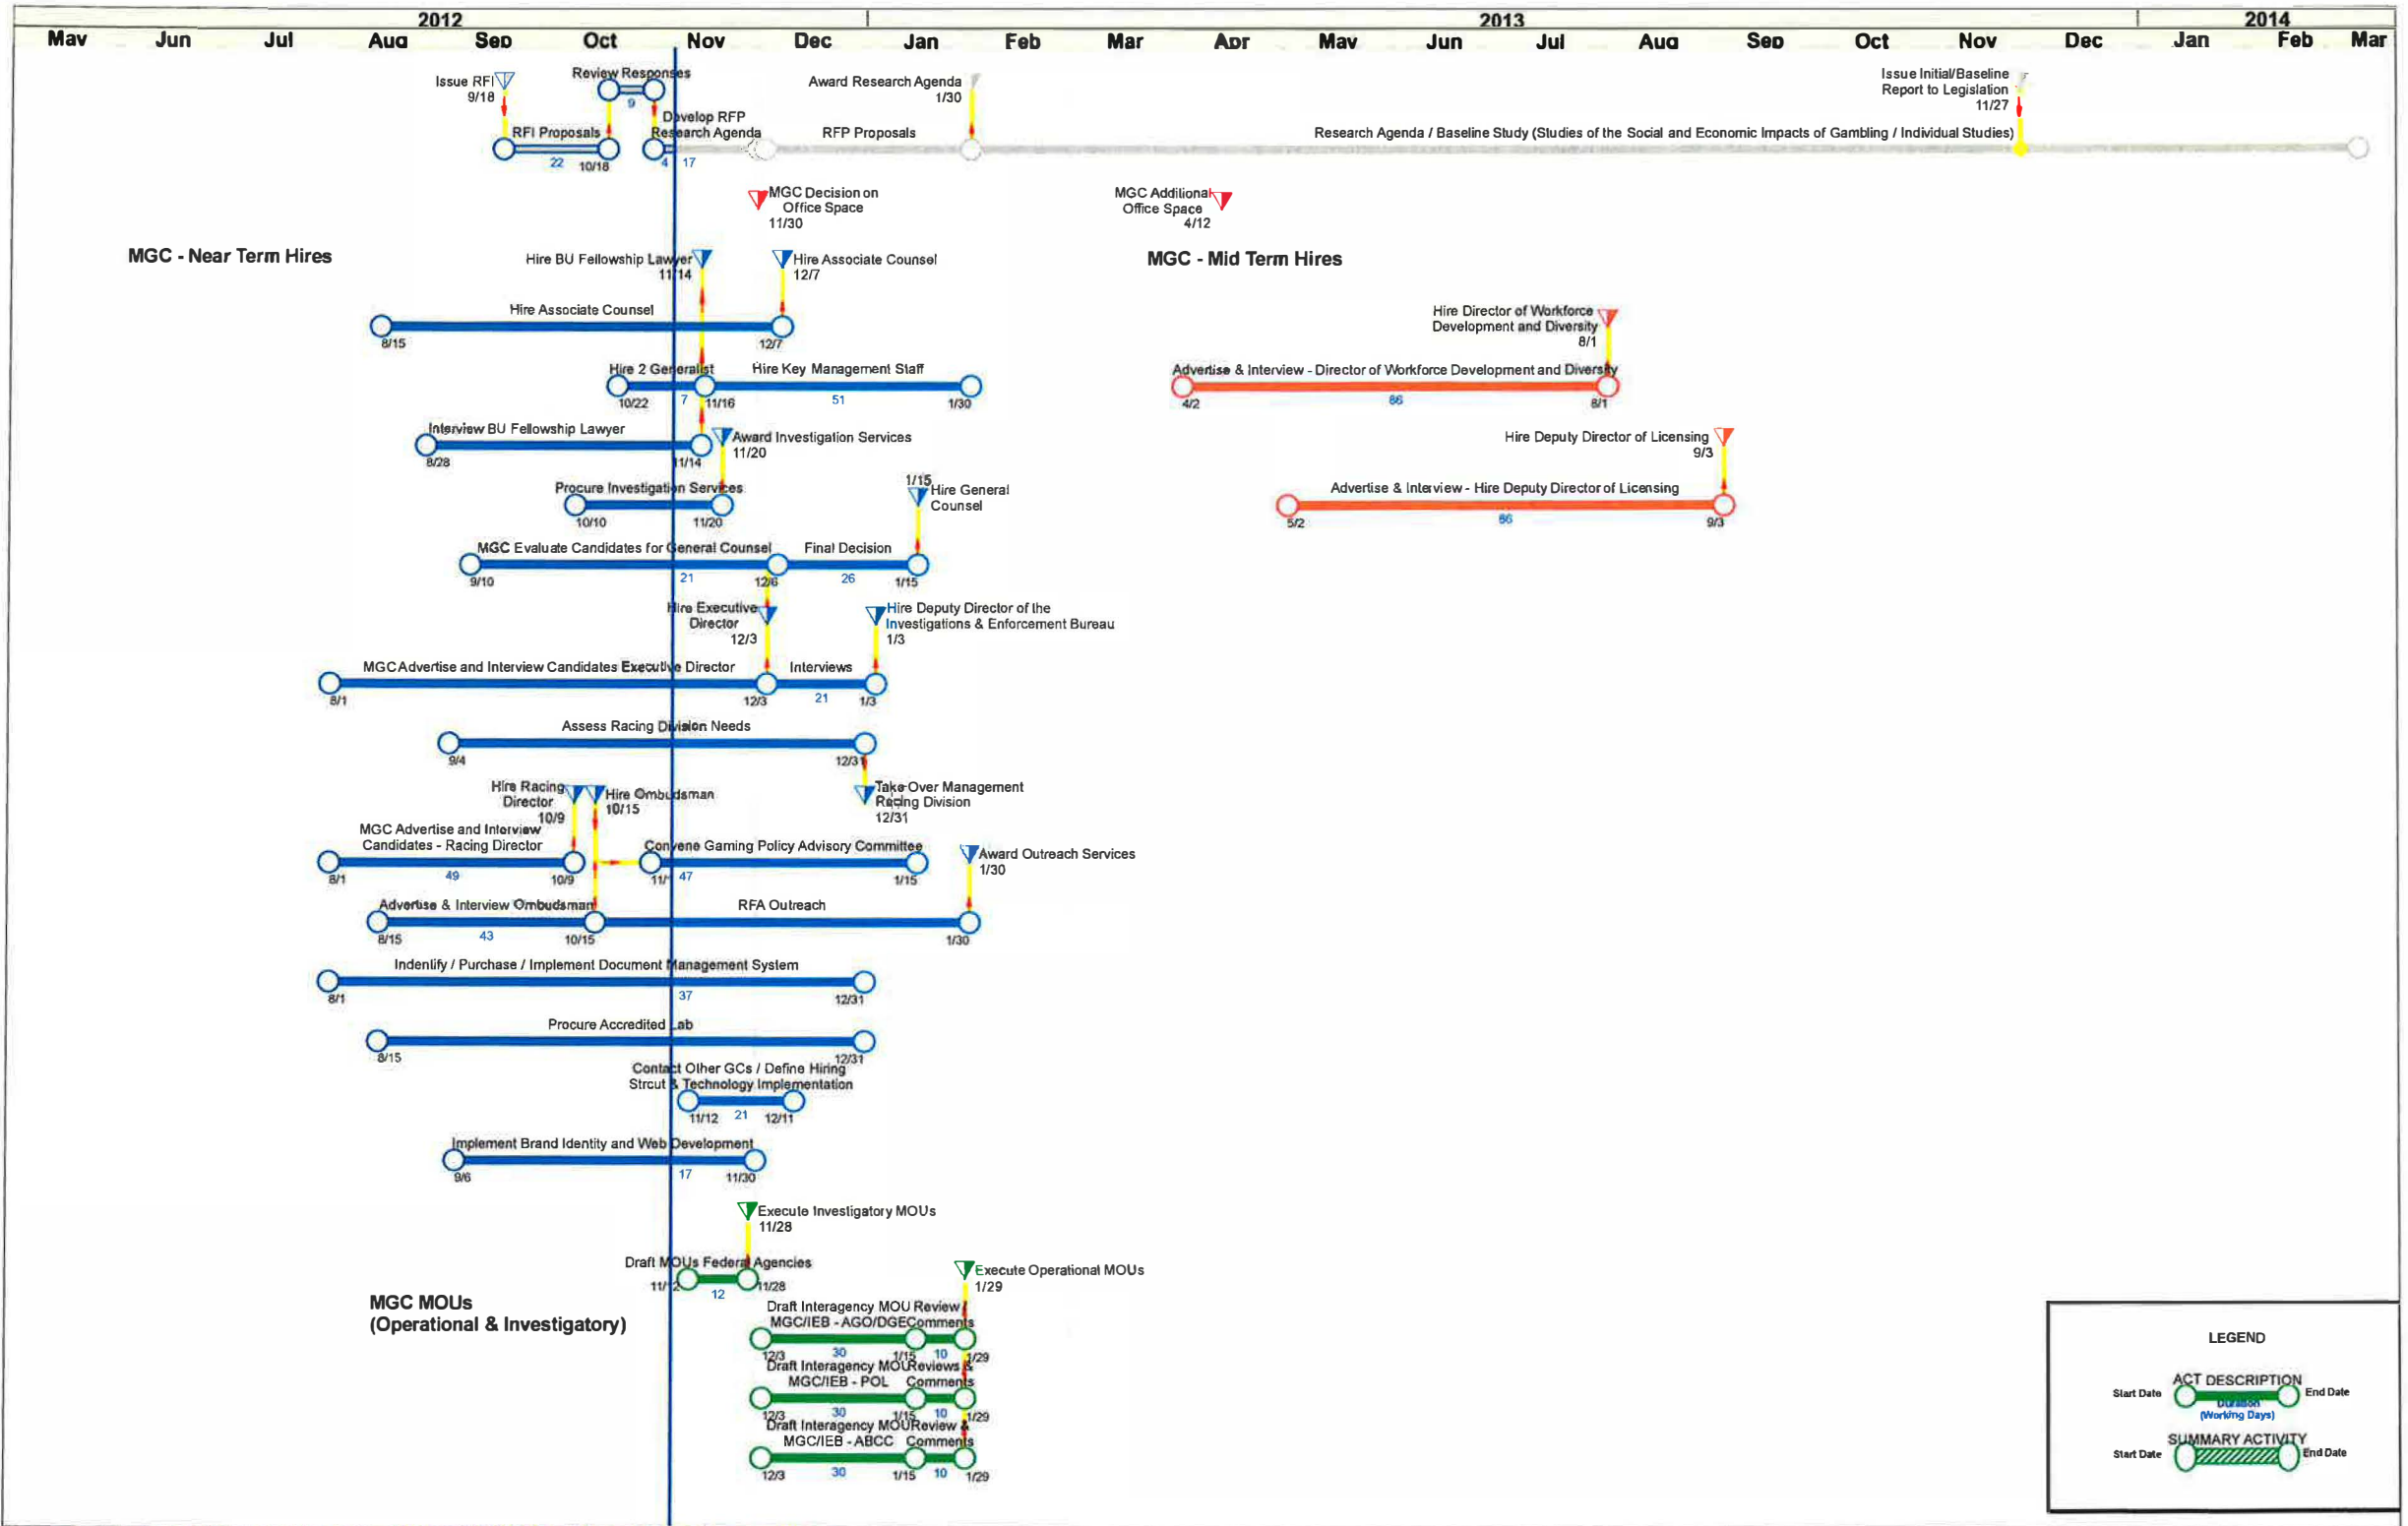 2012 2013 2014
May Jun Jul Aug Sep Oct Nov Dec Jan Feb Mar Apr May Jun Jul Aug Sep Oct Nov Dec Jan Feb Mar
Issue RFI
9/18
Review Responses
9
Award Research Agenda
1/30
Issue Initial/Baseline
Report to Legislation
11/27
RFI Proposals
22 10/18
Develop RFP
Research Agenda
4 17
RFP Proposals
Research Agenda / Baseline Study (Studies of the Social and Economic Impacts of Gambling / Individual Studies)
MGC Decision on
Office Space
11/30
MGC Additional
Office Space
4/12
MGC - Near Term Hires
MGC - Mid Term Hires
Hire BU Fellowship Lawyer
11/14
Hire Associate Counsel
12/7
Hire Associate Counsel
8/15 12/7
Hire Director of Workforce
Development and Diversity
8/1
Hire 2 Generalist
10/22 7 11/16
Hire Key Management Staff
51 1/30
Advertise & Interview - Director of Workforce Development and Diversity
4/2 86 8/1
Interview BU Fellowship Lawyer
8/28 11/14
Award Investigation Services
11/20
Hire Deputy Director of Licensing
9/3
Procure Investigation Services
10/10 11/20
1/15
Hire General
Counsel
Advertise & Interview - Hire Deputy Director of Licensing
5/2 86 9/3
MGC Evaluate Candidates for General Counsel
9/10 21 12/6
Final Decision
26 1/15
Hire Executive
Director
12/3
Hire Deputy Director of the
Investigations & Enforcement Bureau
1/3
MGC Advertise and Interview Candidates Executive Director
8/1 12/3
Interviews
21 1/3
Assess Racing Division Needs
9/4 12/31
Hire Racing
Director
10/9
Hire Ombudsman
10/15
Take Over Management
Racing Division
12/31
MGC Advertise and Interview
Candidates - Racing Director
8/1 49 10/9
Convene Gaming Policy Advisory Committee
11/1 47 1/15
Award Outreach Services
1/30
Advertise & Interview Ombudsman
8/15 43 10/15
RFA Outreach
1/30
Indentify / Purchase / Implement Document Management System
8/1 37 12/31
Procure Accredited Lab
8/15 12/31
Contact Other GCs / Define Hiring
Strcut & Technology Implementation
11/12 21 12/11
Implement Brand Identity and Web Development
9/6 17 11/30
Execute Investigatory MOUs
11/28
Draft MOUs Federal Agencies
11/12 12 11/28
Execute Operational MOUs
1/29
MGC MOUs
(Operational & Investigatory)
Draft Interagency MOU Review /
MGC/IEB - AGO/DGE Comments
12/3 30 1/15 10 1/29
Draft Interagency MOU Reviews &
MGC/IEB - POL Comments
12/3 30 1/15 10 1/29
Draft Interagency MOU Review &
MGC/IEB - ABCC Comments
12/3 30 1/15 10 1/29
LEGEND
ACT DESCRIPTION
Start Date End Date
Duration
(Working Days)
SUMMARY ACTIVITY
Start Date End Date